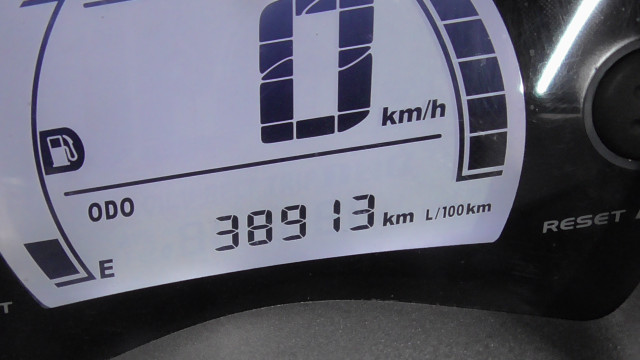 0 km/h
ODO 38913 km L/100km
E
RESET